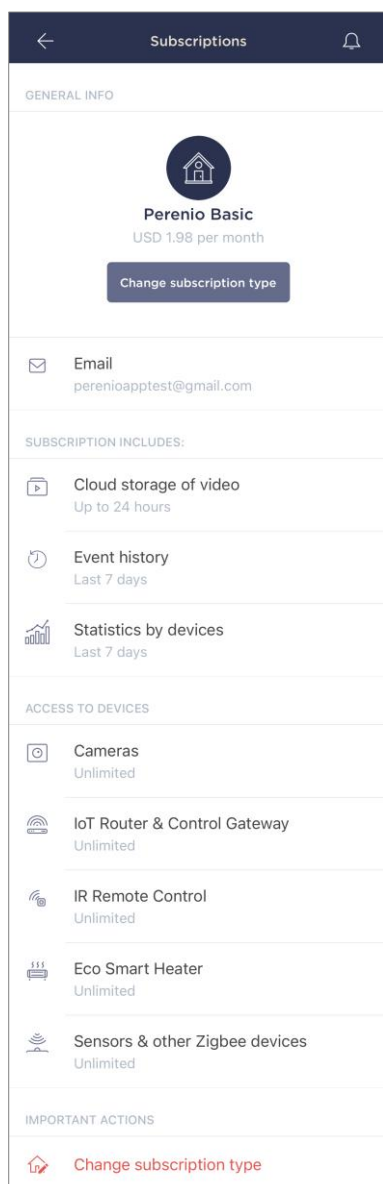 Subscriptions
GENERAL INFO
Perenio Basic
USD 1.98 per month
Change subscription type
Email
perenioapptest@gmail.com
SUBSCRIPTION INCLUDES:
Cloud storage of video
Up to 24 hours
Event history
Last 7 days
Statistics by devices
Last 7 days
ACCESS TO DEVICES
Cameras
Unlimited
IoT Router & Control Gateway
Unlimited
IR Remote Control
Unlimited
Eco Smart Heater
Unlimited
Sensors & other Zigbee devices
Unlimited
IMPORTANT ACTIONS
Change subscription type